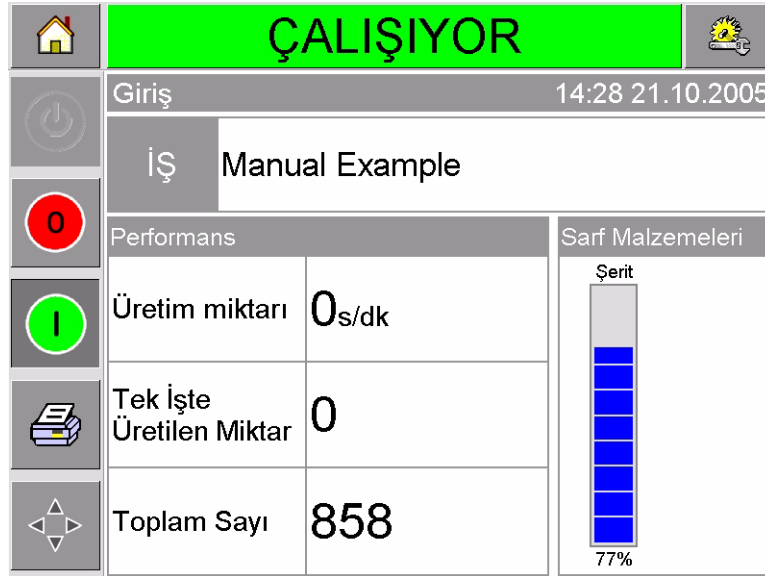 ÇALIŞIYOR
Giriş 14:28 21.10.2005
İŞ Manual Example
0
I
Performans
Üretim miktarı 0s/dk
Tek İşte
Üretilen Miktar 0
Toplam Sayı 858
Sarf Malzemeleri
Şerit
77%